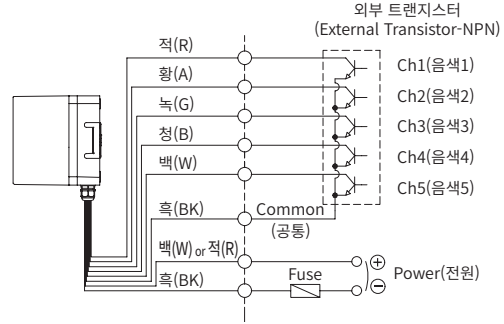 외부 트랜지스터
(External Transistor-NPN)
적(R) Ch1(음색1)
황(A) Ch2(음색2)
녹(G) Ch3(음색3)
청(B) Ch4(음색4)
백(W) Ch5(음색5)
흑(BK) Common
(공통)
백(W) or 적(R)
흑(BK) Fuse Power(전원)